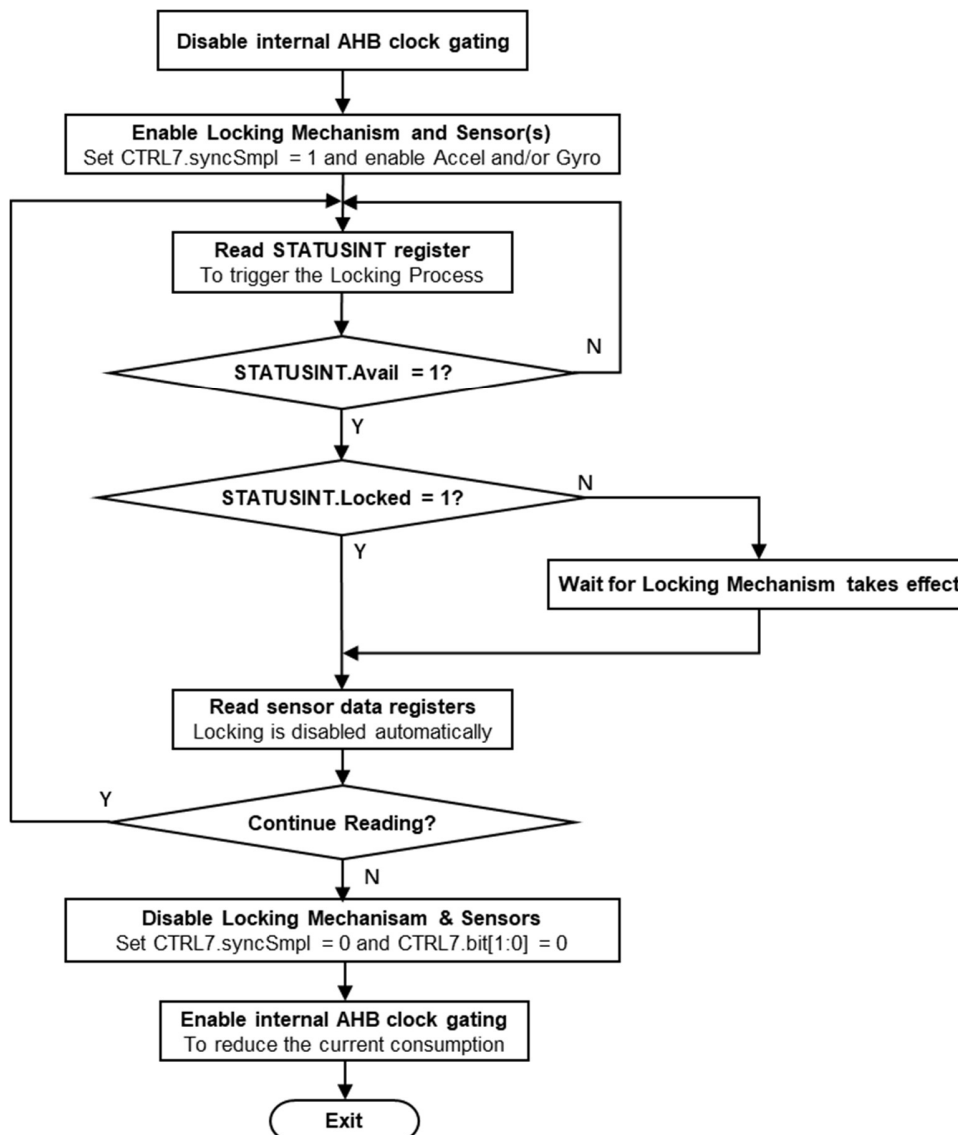 Disable internal AHB clock gating
Enable Locking Mechanism and Sensor(s)
Set CTRL7.syncSmpl = 1 and enable Accel and/or Gyro
Read STATUSINT register
To trigger the Locking Process
N
STATUSINT.Avail = 1?
Y
STATUSINT.Locked = 1?
N
Y
Wait for Locking Mechanism takes effect
Read sensor data registers
Locking is disabled automatically
Y
Continue Reading?
N
Disable Locking Mechanisam & Sensors
Set CTRL7.syncSmpl = 0 and CTRL7.bit[1:0] = 0
Enable internal AHB clock gating
To reduce the current consumption
Exit